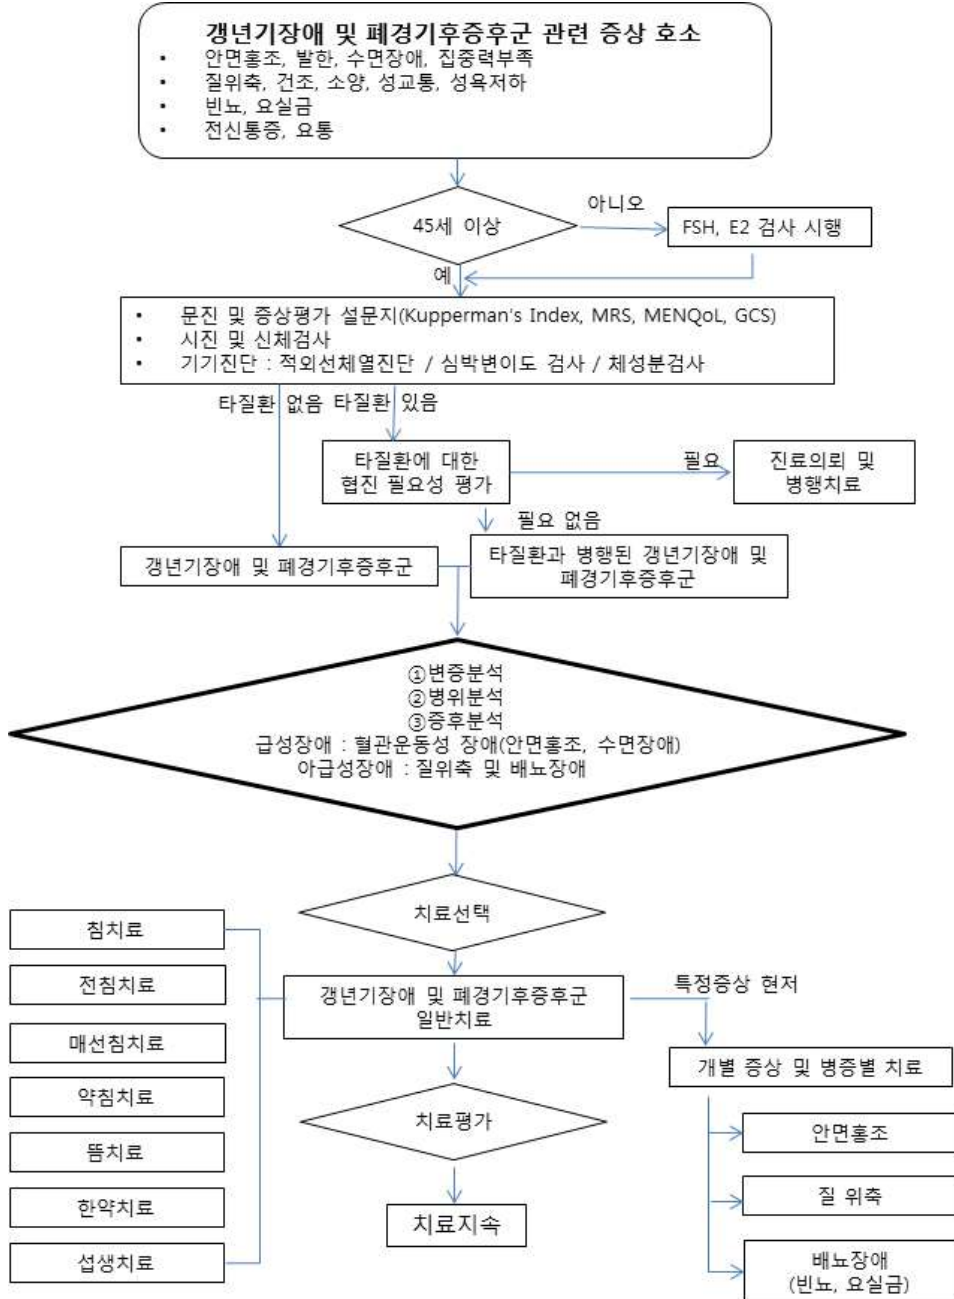 갱년기장애 및 폐경기후증후군 관련 증상 호소
• 안면홍조, 발한, 수면장애, 집중력부족
• 질위축, 건조, 소양, 성교통, 성욕저하
• 빈뇨, 요실금
• 전신통증, 요통
45세 이상
아니오
FSH, E2 검사 시행
예
• 문진 및 증상평가 설문지(Kupperman's Index, MRS, MENQoL, GCS)
• 시진 및 신체검사
• 기기진단 : 적외선체열진단 / 심박변이도 검사 / 체성분검사
타질환 없음 타질환 있음
타질환에 대한
협진 필요성 평가
필요
진료의뢰 및
병행치료
필요 없음
갱년기장애 및 폐경기후증후군
타질환과 병행된 갱년기장애 및
폐경기후증후군
①변증분석
②병위분석
③증후분석
급성장애 : 혈관운동성 장애(안면홍조, 수면장애)
아급성장애 : 질위축 및 배뇨장애
치료선택
침치료
전침치료
매선침치료
약침치료
뜸치료
한약치료
섭생치료
갱년기장애 및 폐경기후증후군
일반치료
특정증상 현저
치료평가
치료지속
개별 증상 및 병증별 치료
안면홍조
질 위축
배뇨장애
(빈뇨, 요실금)